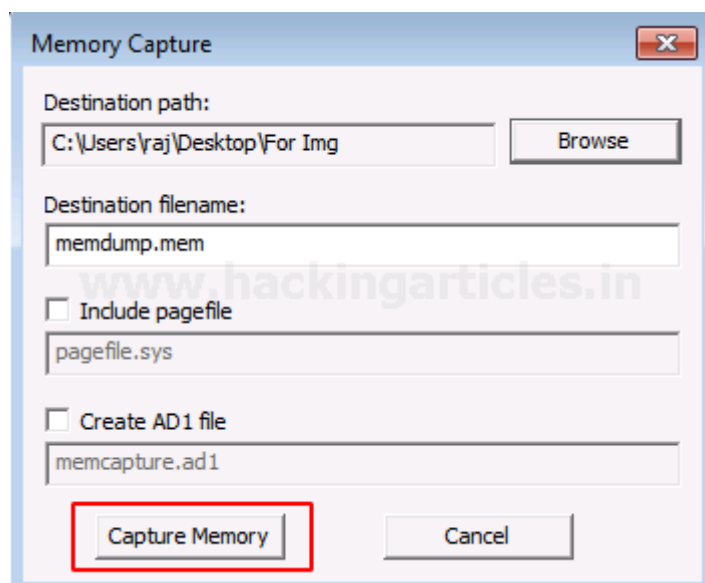 Memory Capture
Destination path:
C:\Users\raj\Desktop\For Img
Browse
Destination filename:
memdump.mem
www.hackingarticles.in
Include pagefile
pagefile.sys
Create AD1 file
memcapture.ad1
Capture Memory
Cancel